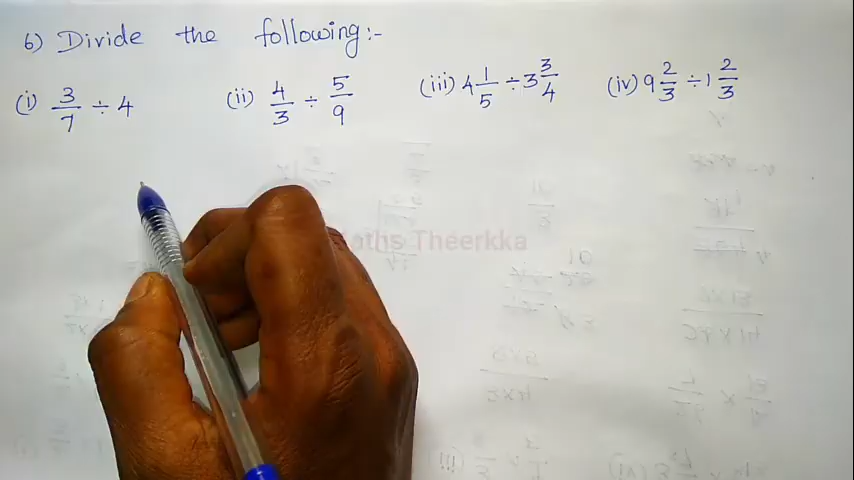 6) Divide the following:-
(i) 3/7 ÷ 4 (ii) 4/3 ÷ 5/9 (iii) 4 1/5 ÷ 3 3/4 (iv) 9 2/3 ÷ 1 2/3
Maths Theerkka